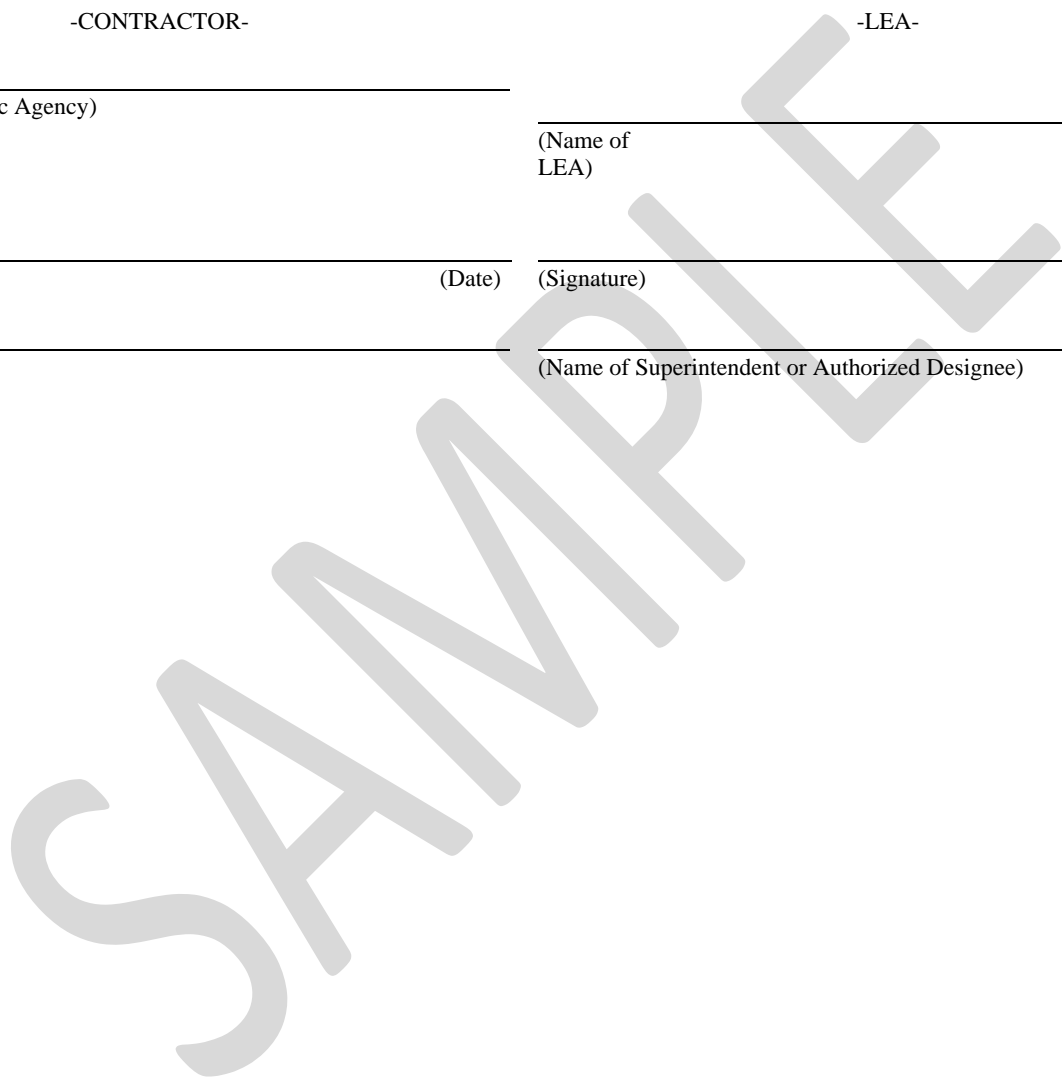 -CONTRACTOR-
-LEA-
c Agency)
(Name of
LEA)
(Date)
(Signature)
(Name of Superintendent or Authorized Designee)
SAMPLE